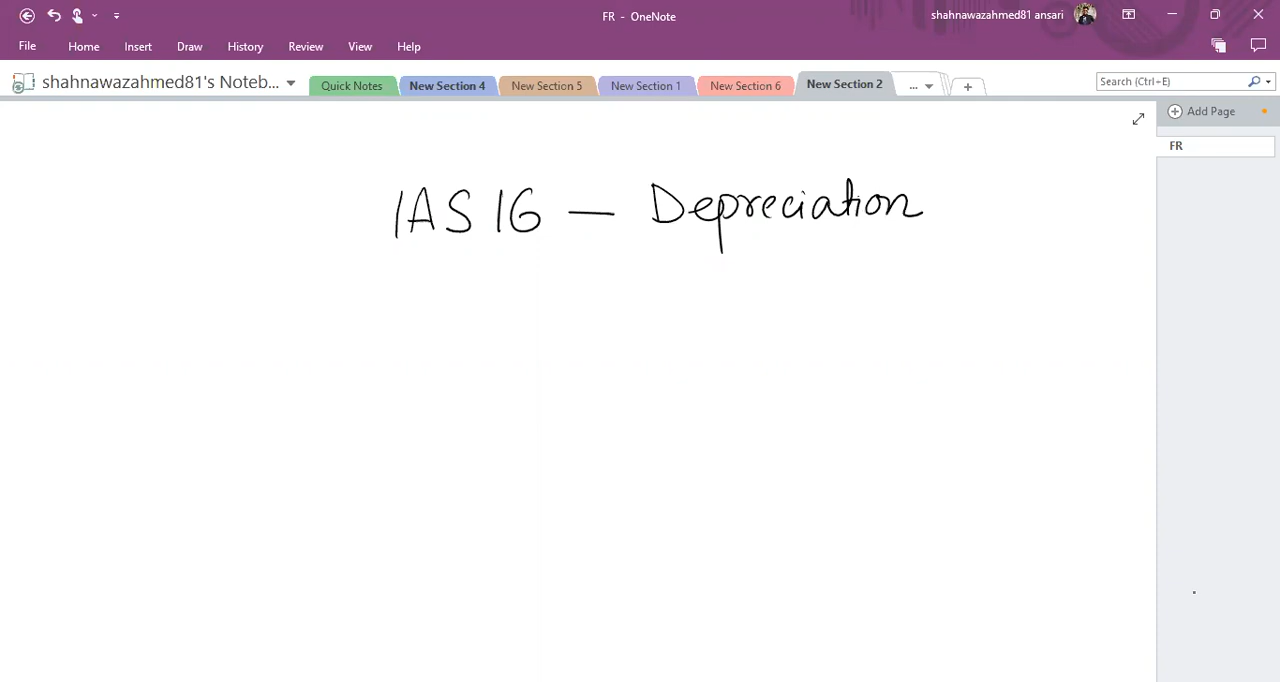 FR - OneNote
shahnawazahmed81 ansari
File Home Insert Draw History Review View Help
shahnawazahmed81's Noteb...
Quick Notes New Section 4 New Section 5 New Section 1 New Section 6 New Section 2 ... +
Search (Ctrl+E)
Add Page
FR
IAS 16 — Depreciation